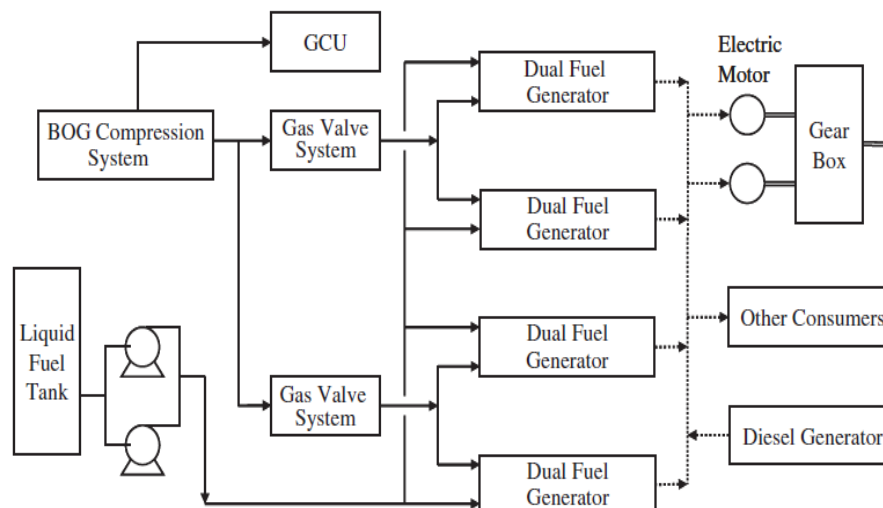 GCU
BOG Compression
System
Gas Valve
System
Dual Fuel
Generator
Electric
Motor
Gear
Box
Dual Fuel
Generator
Liquid
Fuel
Tank
Dual Fuel
Generator
Other Consumers
Gas Valve
System
Diesel Generator
Dual Fuel
Generator